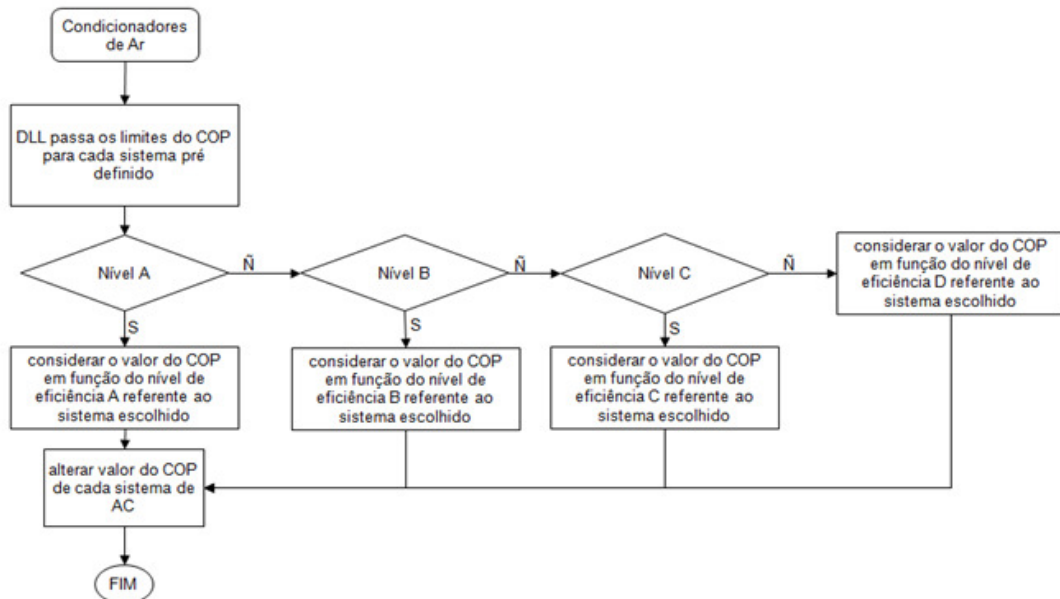 Condicionadores
de Ar
DLL passa os limites do COP
para cada sistema pré
definido
Nível A
Ñ
Nível B
Ñ
Nível C
Ñ
considerar o valor do COP
em função do nível de
eficiência D referente ao
sistema escolhido
S
S
S
considerar o valor do COP
em função do nível de
eficiência A referente ao
sistema escolhido
considerar o valor do COP
em função do nível de
eficiência B referente ao
sistema escolhido
considerar o valor do COP
em função do nível de
eficiência C referente ao
sistema escolhido
alterar valor do COP
de cada sistema de
AC
FIM